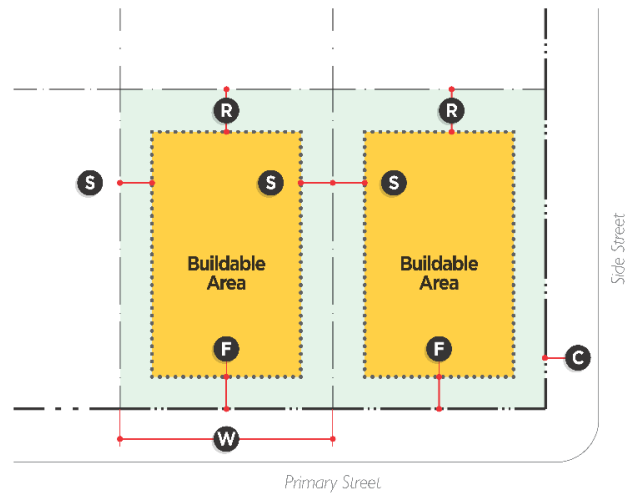 R
R
S
S
S
Buildable
Area
Buildable
Area
Side Street
F
F
C
W
Primary Street